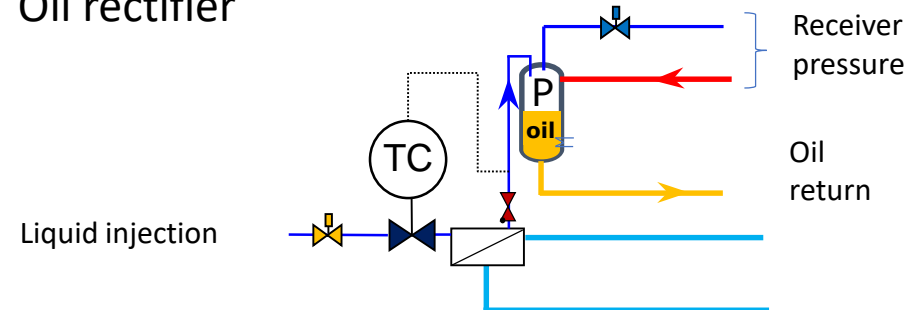 Oil rectifier
Receiver
pressure
P
oil
TC
Oil
return
Liquid injection